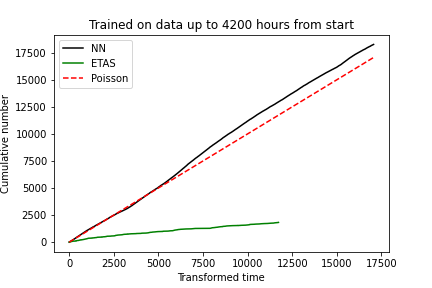 Trained on data up to 4200 hours from start
NN
ETAS
Poisson
Cumulative number
17500
15000
12500
10000
7500
5000
2500
0
0 2500 5000 7500 10000 12500 15000 17500
Transformed time